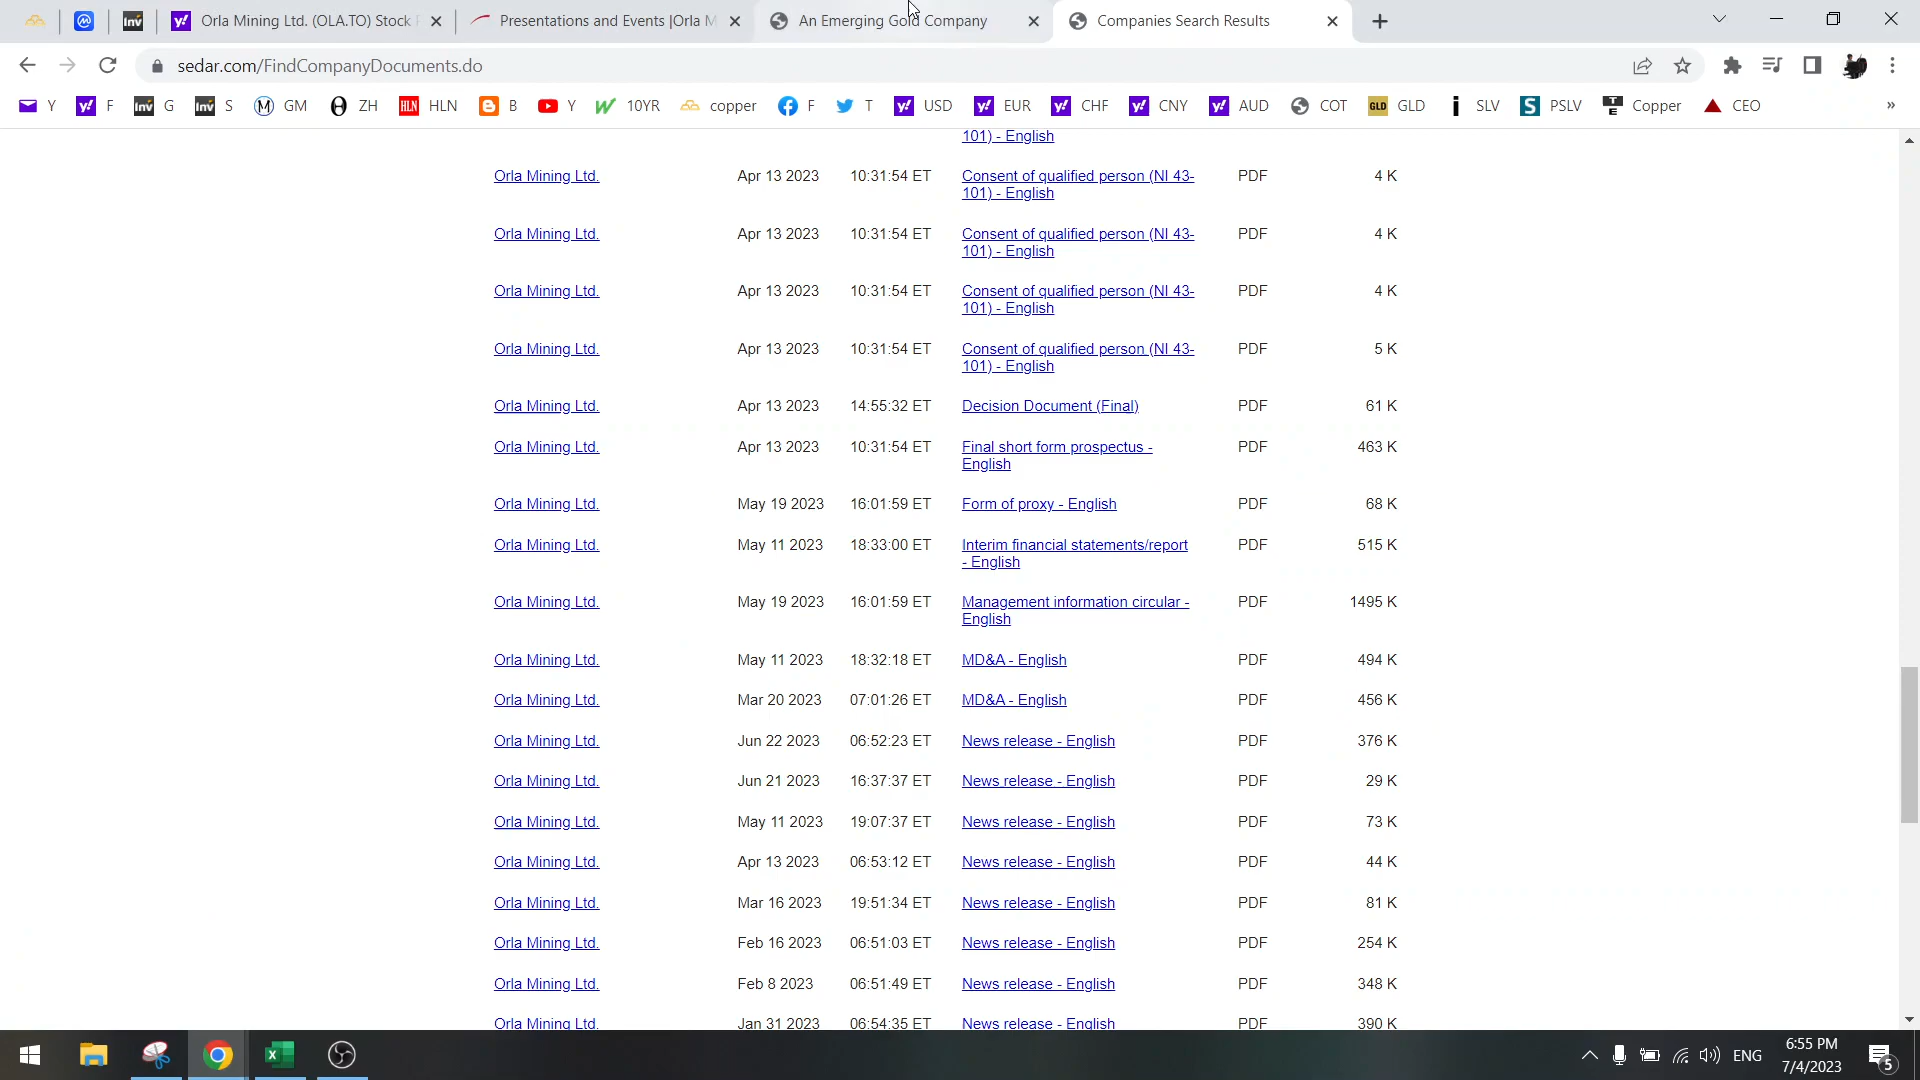 Orla Mining Ltd. (OLA.TO) Stock
Presentations and Events |Orla M
An Emerging Gold Company
Companies Search Results
sedar.com/FindCompanyDocuments.do
Y F G S GM ZH HLN B Y 10YR copper F T USD EUR CHF CNY AUD COT GLD SLV PSLV Copper CEO »
101) - English
Orla Mining Ltd. Apr 13 2023 10:31:54 ET Consent of qualified person (NI 43- PDF 4 K
101) - English
Orla Mining Ltd. Apr 13 2023 10:31:54 ET Consent of qualified person (NI 43- PDF 4 K
101) - English
Orla Mining Ltd. Apr 13 2023 10:31:54 ET Consent of qualified person (NI 43- PDF 4 K
101) - English
Orla Mining Ltd. Apr 13 2023 10:31:54 ET Consent of qualified person (NI 43- PDF 5 K
101) - English
Orla Mining Ltd. Apr 13 2023 14:55:32 ET Decision Document (Final) PDF 61 K
Orla Mining Ltd. Apr 13 2023 10:31:54 ET Final short form prospectus - PDF 463 K
English
Orla Mining Ltd. May 19 2023 16:01:59 ET Form of proxy - English PDF 68 K
Orla Mining Ltd. May 11 2023 18:33:00 ET Interim financial statements/report PDF 515 K
- English
Orla Mining Ltd. May 19 2023 16:01:59 ET Management information circular - PDF 1495 K
English
Orla Mining Ltd. May 11 2023 18:32:18 ET MD&A - English PDF 494 K
Orla Mining Ltd. Mar 20 2023 07:01:26 ET MD&A - English PDF 456 K
Orla Mining Ltd. Jun 22 2023 06:52:23 ET News release - English PDF 376 K
Orla Mining Ltd. Jun 21 2023 16:37:37 ET News release - English PDF 29 K
Orla Mining Ltd. May 11 2023 19:07:37 ET News release - English PDF 73 K
Orla Mining Ltd. Apr 13 2023 06:53:12 ET News release - English PDF 44 K
Orla Mining Ltd. Mar 16 2023 19:51:34 ET News release - English PDF 81 K
Orla Mining Ltd. Feb 16 2023 06:51:03 ET News release - English PDF 254 K
Orla Mining Ltd. Feb 8 2023 06:51:49 ET News release - English PDF 348 K
Orla Mining Ltd. Jan 31 2023 06:54:35 ET News release - English PDF 390 K
ENG
6:55 PM
7/4/2023
5